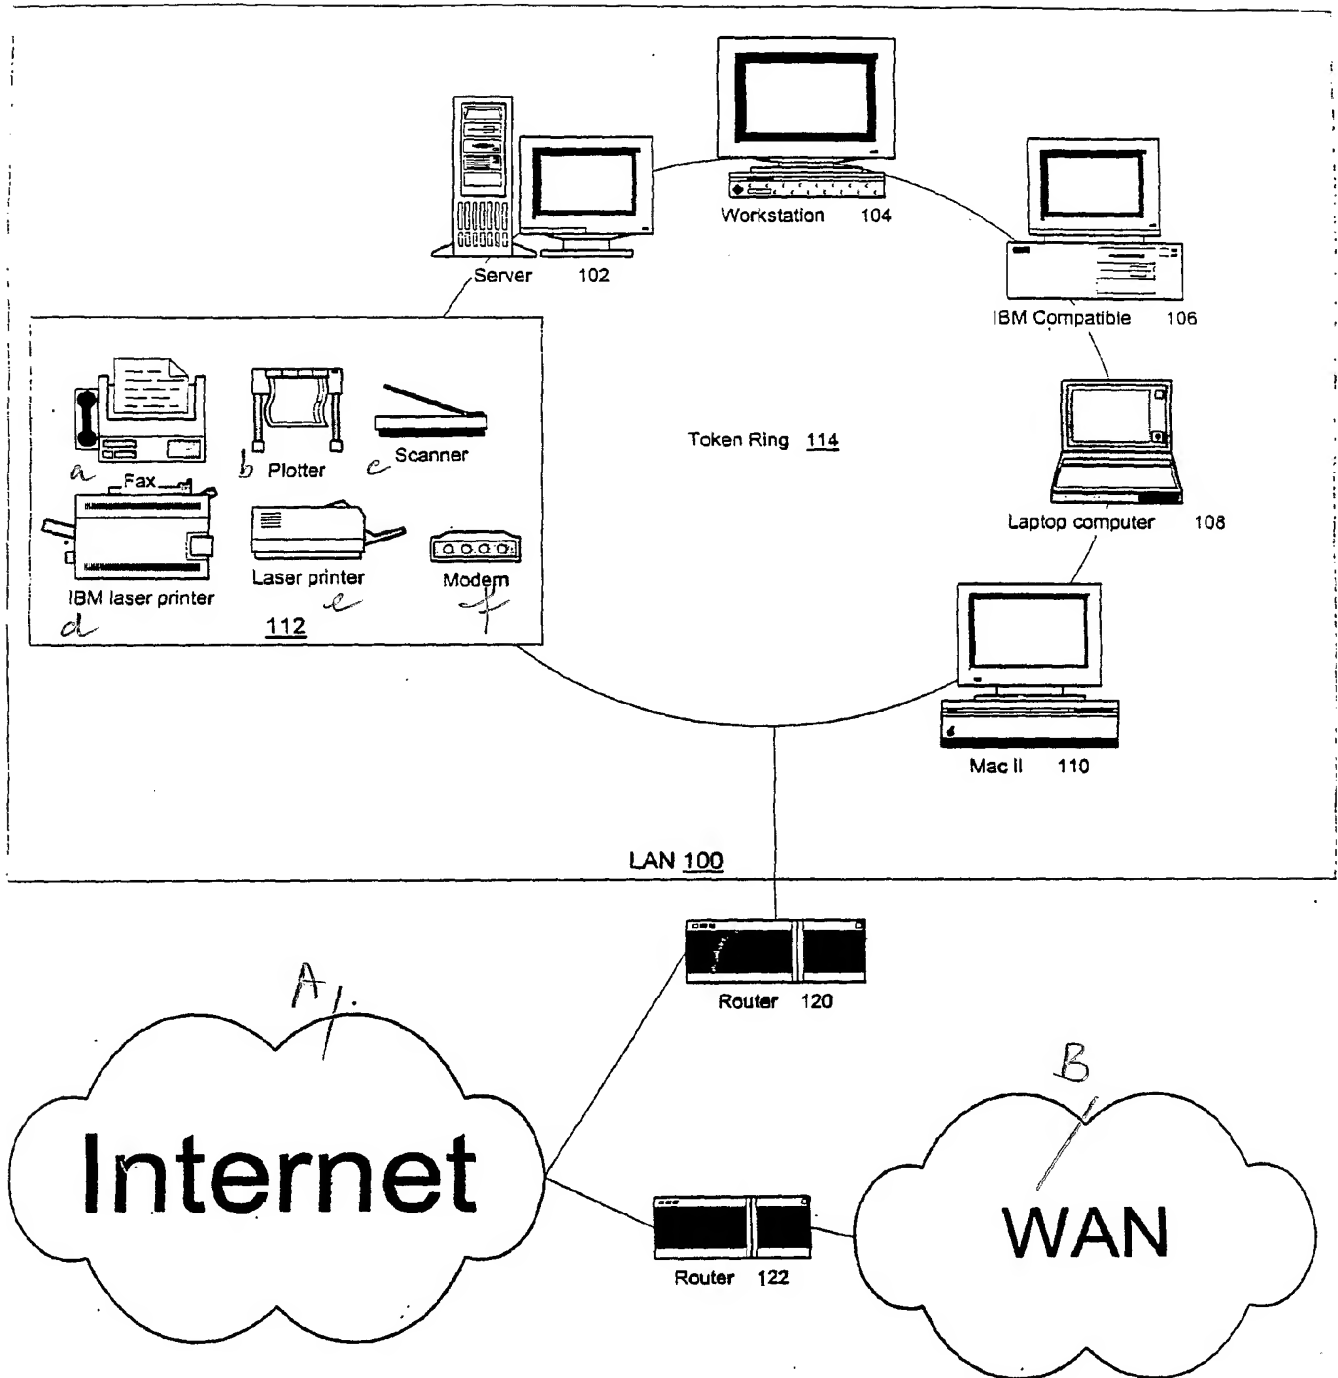 Workstation 104
Server 102
IBM Compatible 106
a
Fax
b Plotter
c Scanner
Token Ring 114
Laptop computer 108
IBM laser printer
d
Laser printer
e
Modem
f
112
Mac II 110
LAN 100
Router 120
A
Internet
B
WAN
Router 122